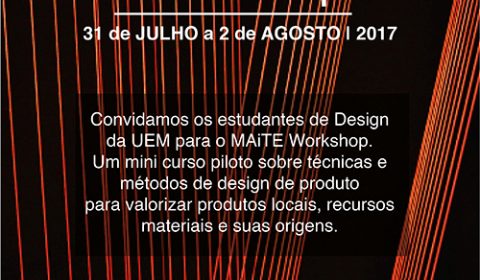 31 de JULHO a 2 de AGOSTO | 2017
Convidamos os estudantes de Design
da UEM para o MAiTE Workshop.
Um mini curso piloto sobre técnicas e
métodos de design de produto
para valorizar produtos locais, recursos
materiais e suas origens.